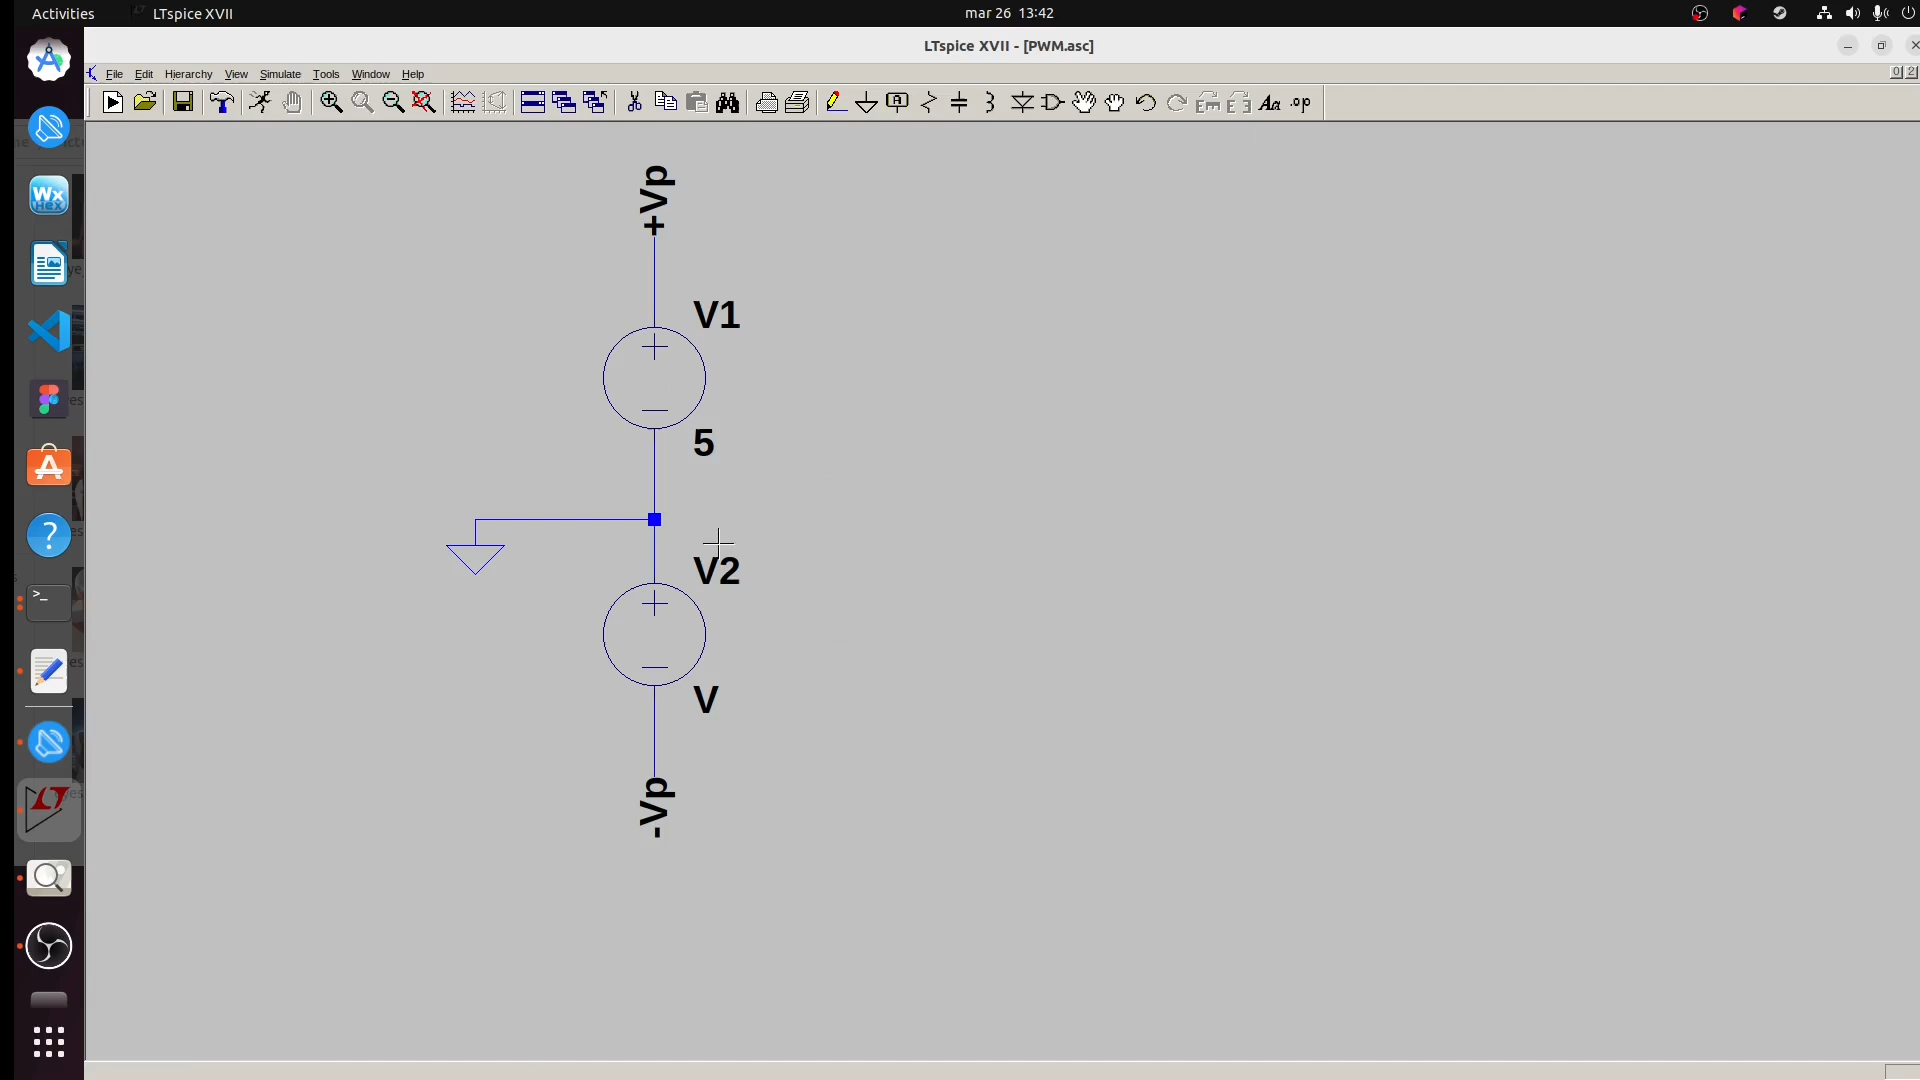 Activities LTspice XVII mar 26 13:42
LTspice XVII - [PWM.asc]
File Edit Hierarchy View Simulate Tools Window Help
+Vp
V1
5
V2
V
-Vp